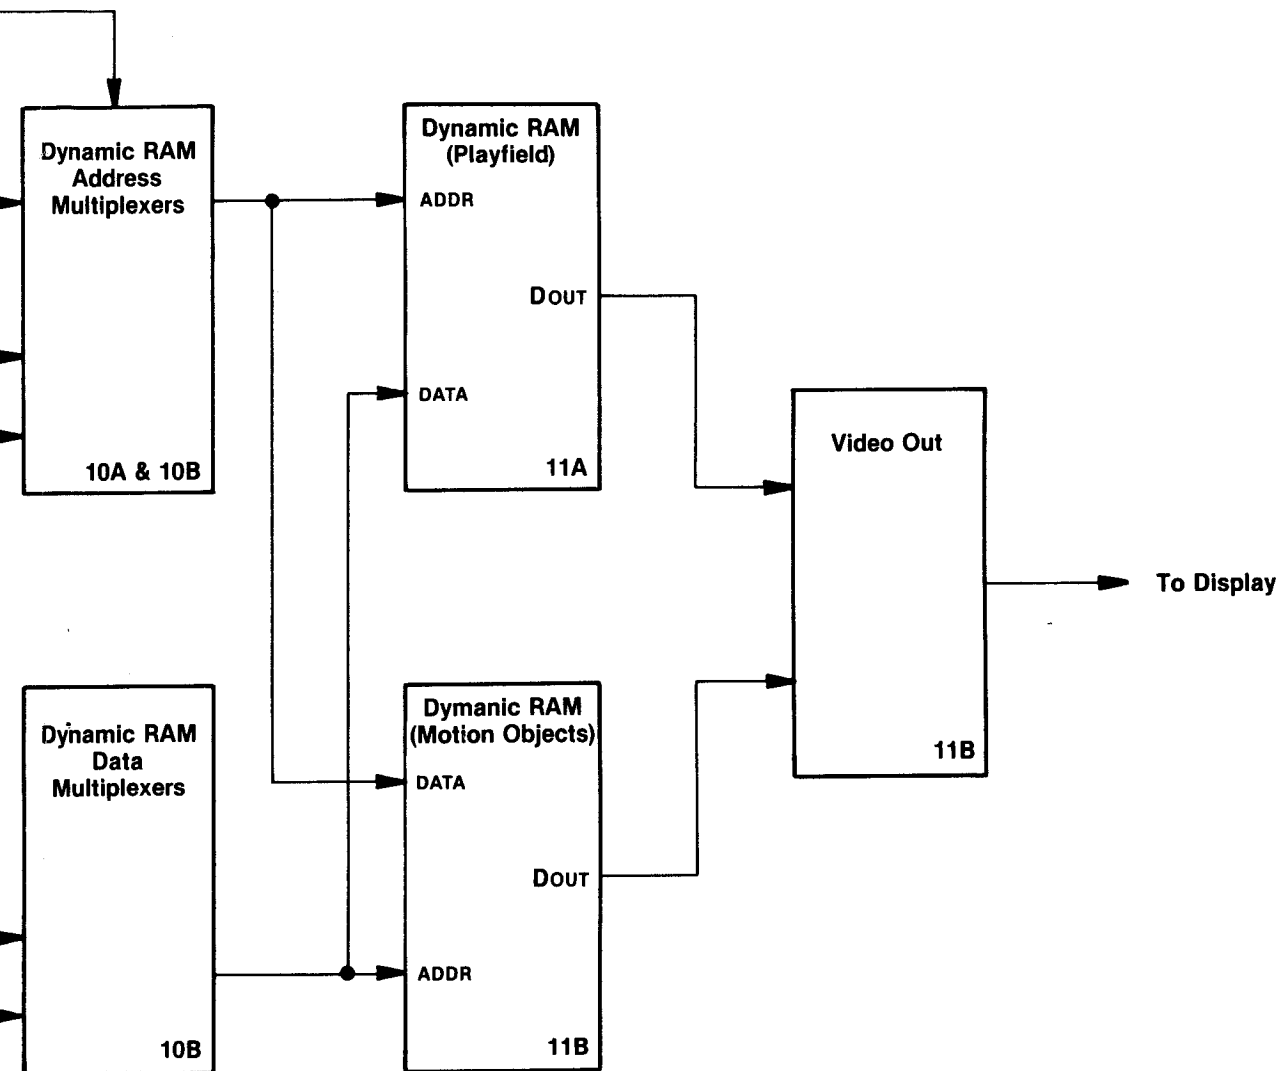 Dynamic RAM
Address
Multiplexers
10A & 10B
Dynamic RAM
(Playfield)
ADDR
DOUT
DATA
11A
Video Out
11B
To Display
Dynamic RAM
Data
Multiplexers
10B
Dymanic RAM
(Motion Objects)
DATA
DOUT
ADDR
11B